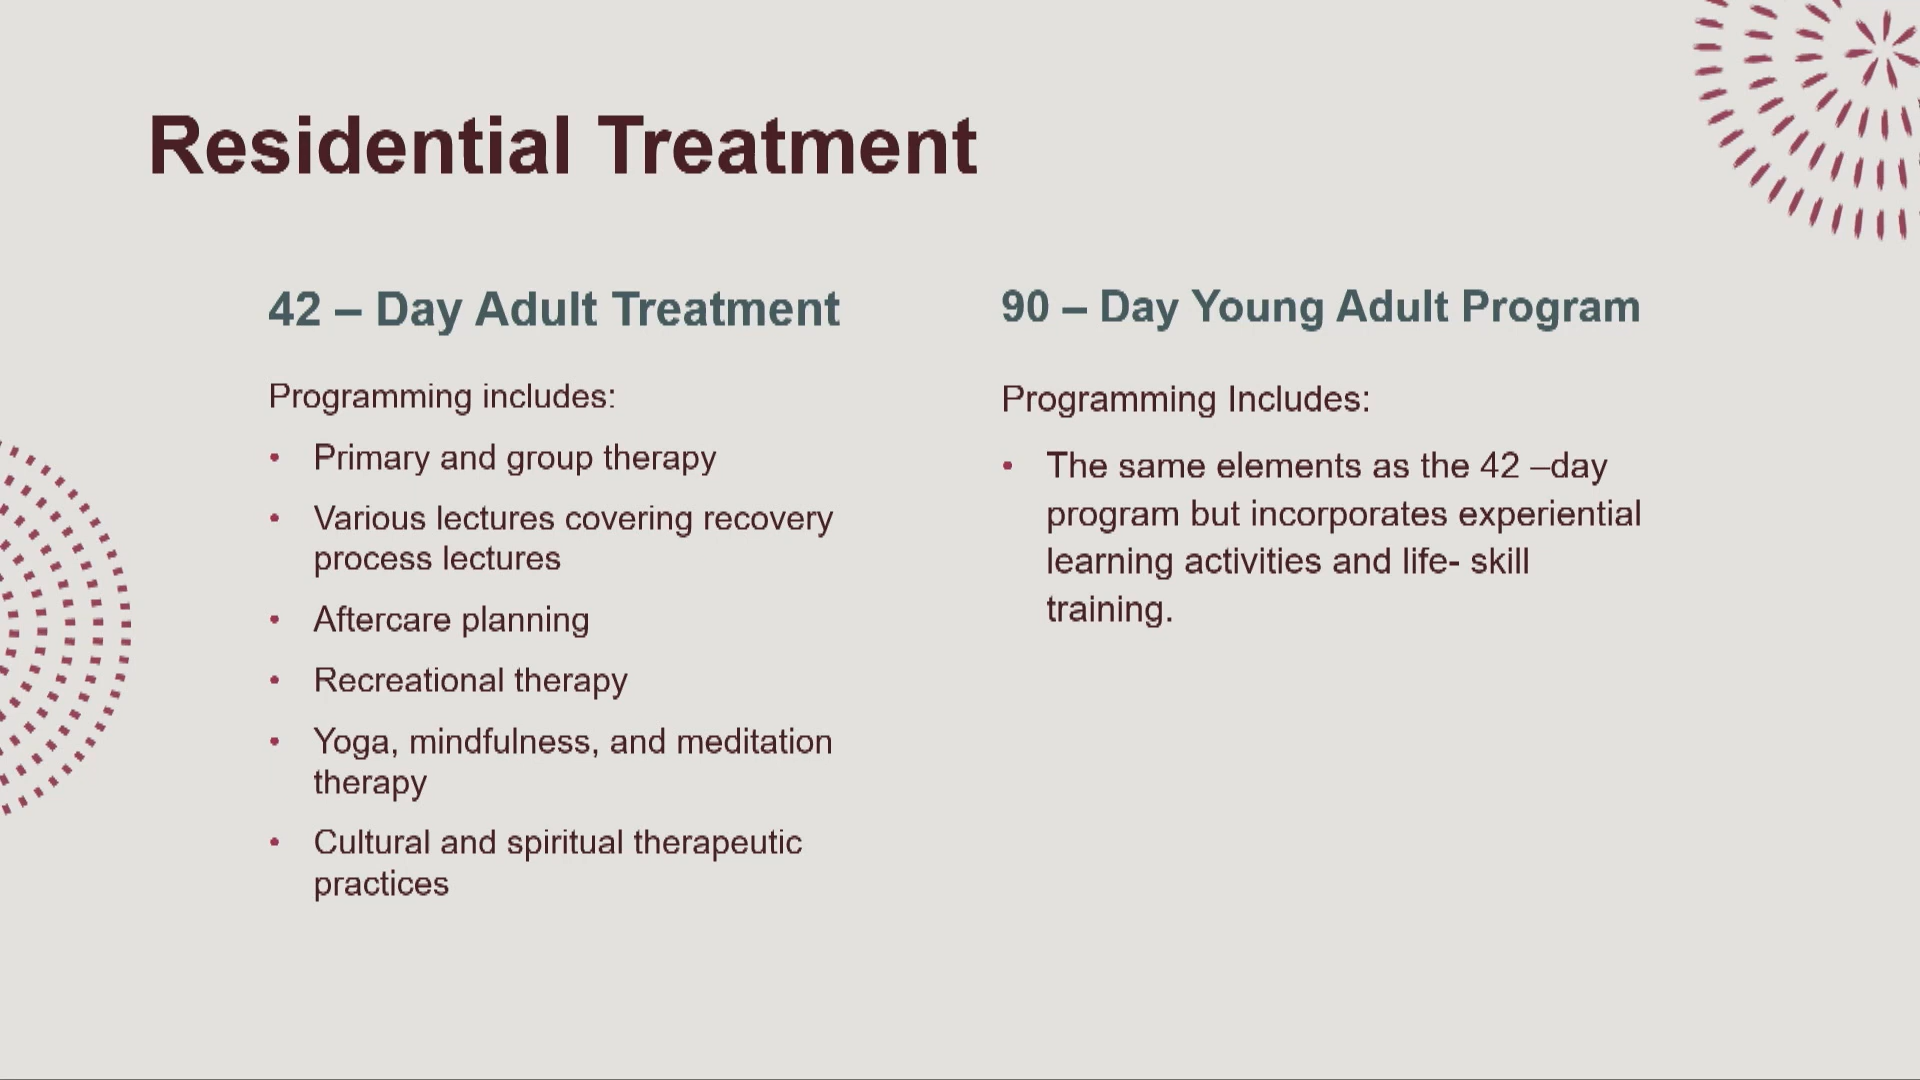 Residential Treatment
42 – Day Adult Treatment
Programming includes:
• Primary and group therapy
• Various lectures covering recovery
process lectures
• Aftercare planning
• Recreational therapy
• Yoga, mindfulness, and meditation
therapy
• Cultural and spiritual therapeutic
practices
90 – Day Young Adult Program
Programming Includes:
• The same elements as the 42 –day
program but incorporates experiential
learning activities and life- skill
training.